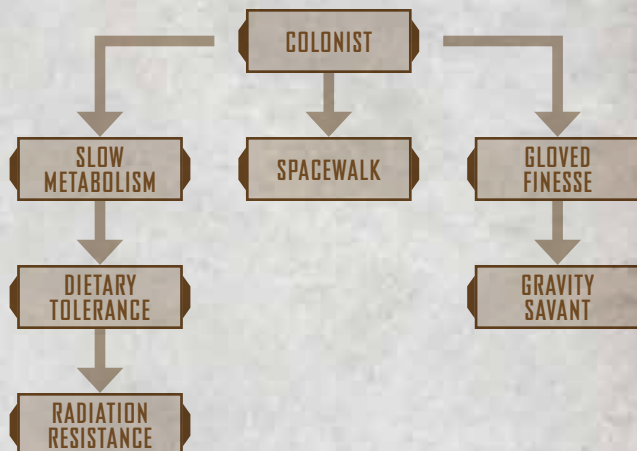 COLONIST
SLOW
METABOLISM
SPACEWALK
GLOVED
FINESSE
DIETARY
TOLERANCE
GRAVITY
SAVANT
RADIATION
RESISTANCE